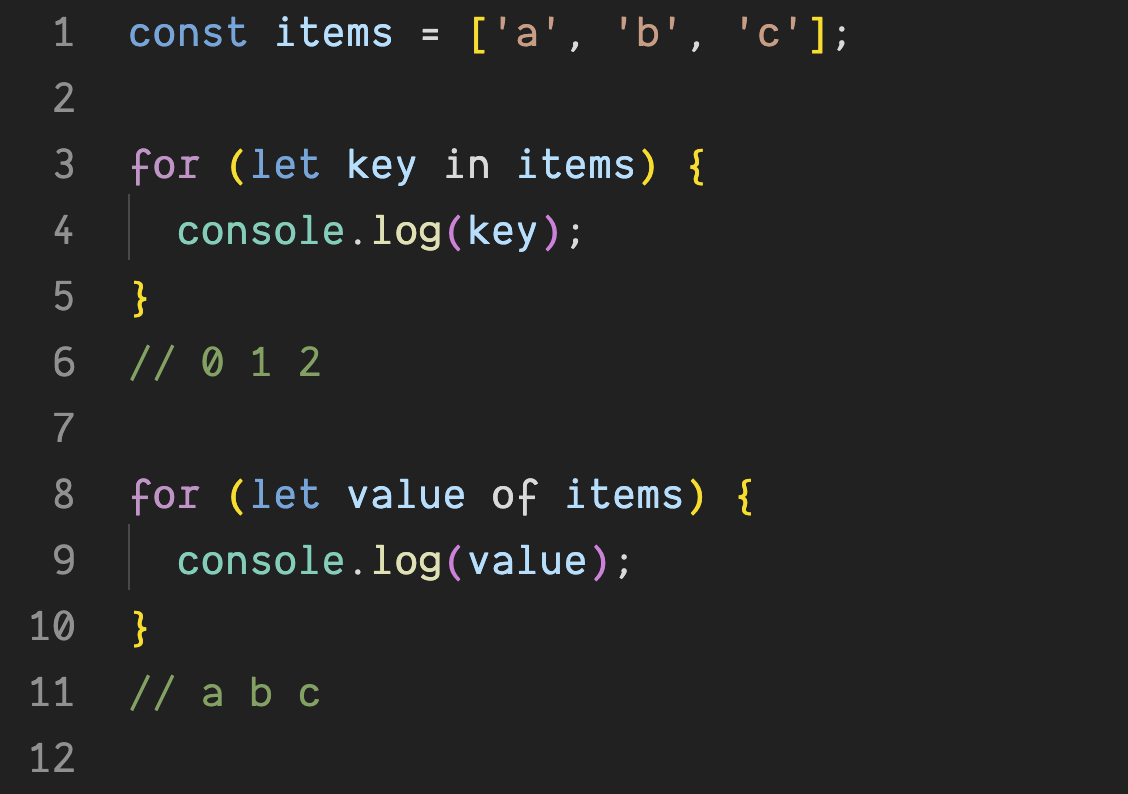 1 const items = ['a', 'b', 'c'];
2
3 for (let key in items) {
4   console.log(key);
5 }
6 // 0 1 2
7
8 for (let value of items) {
9   console.log(value);
10 }
11 // a b c
12